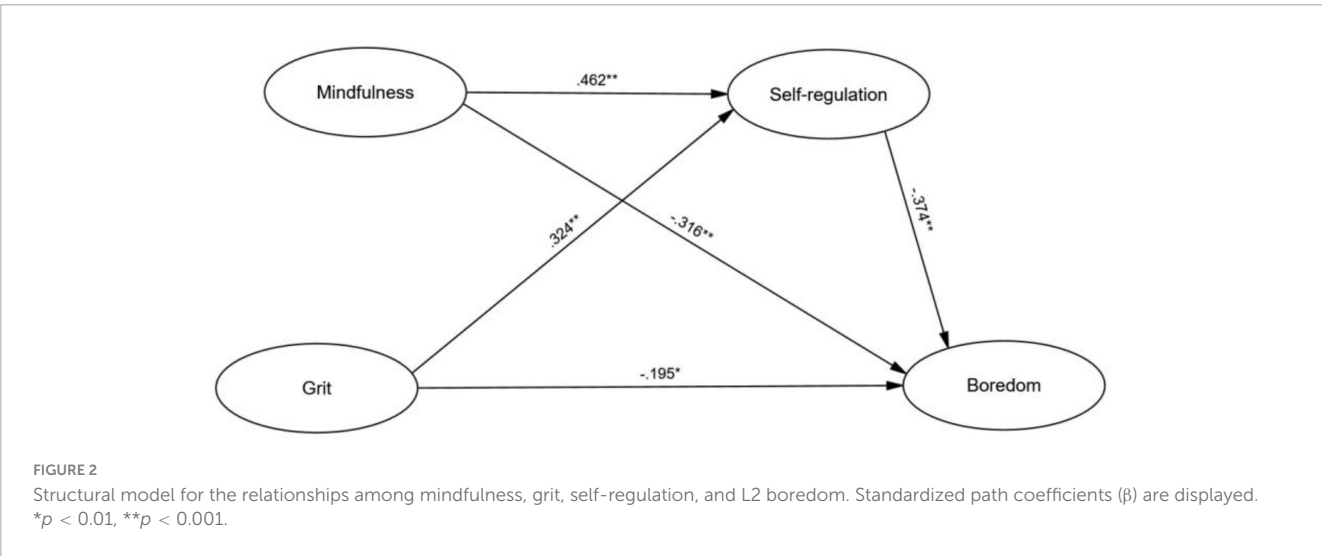 Mindfulness
.462**
Self-regulation
.324**
-.316**
-.374**
Grit
-.195*
Boredom
FIGURE 2
Structural model for the relationships among mindfulness, grit, self-regulation, and L2 boredom. Standardized path coefficients (β) are displayed.
*p < 0.01, **p < 0.001.